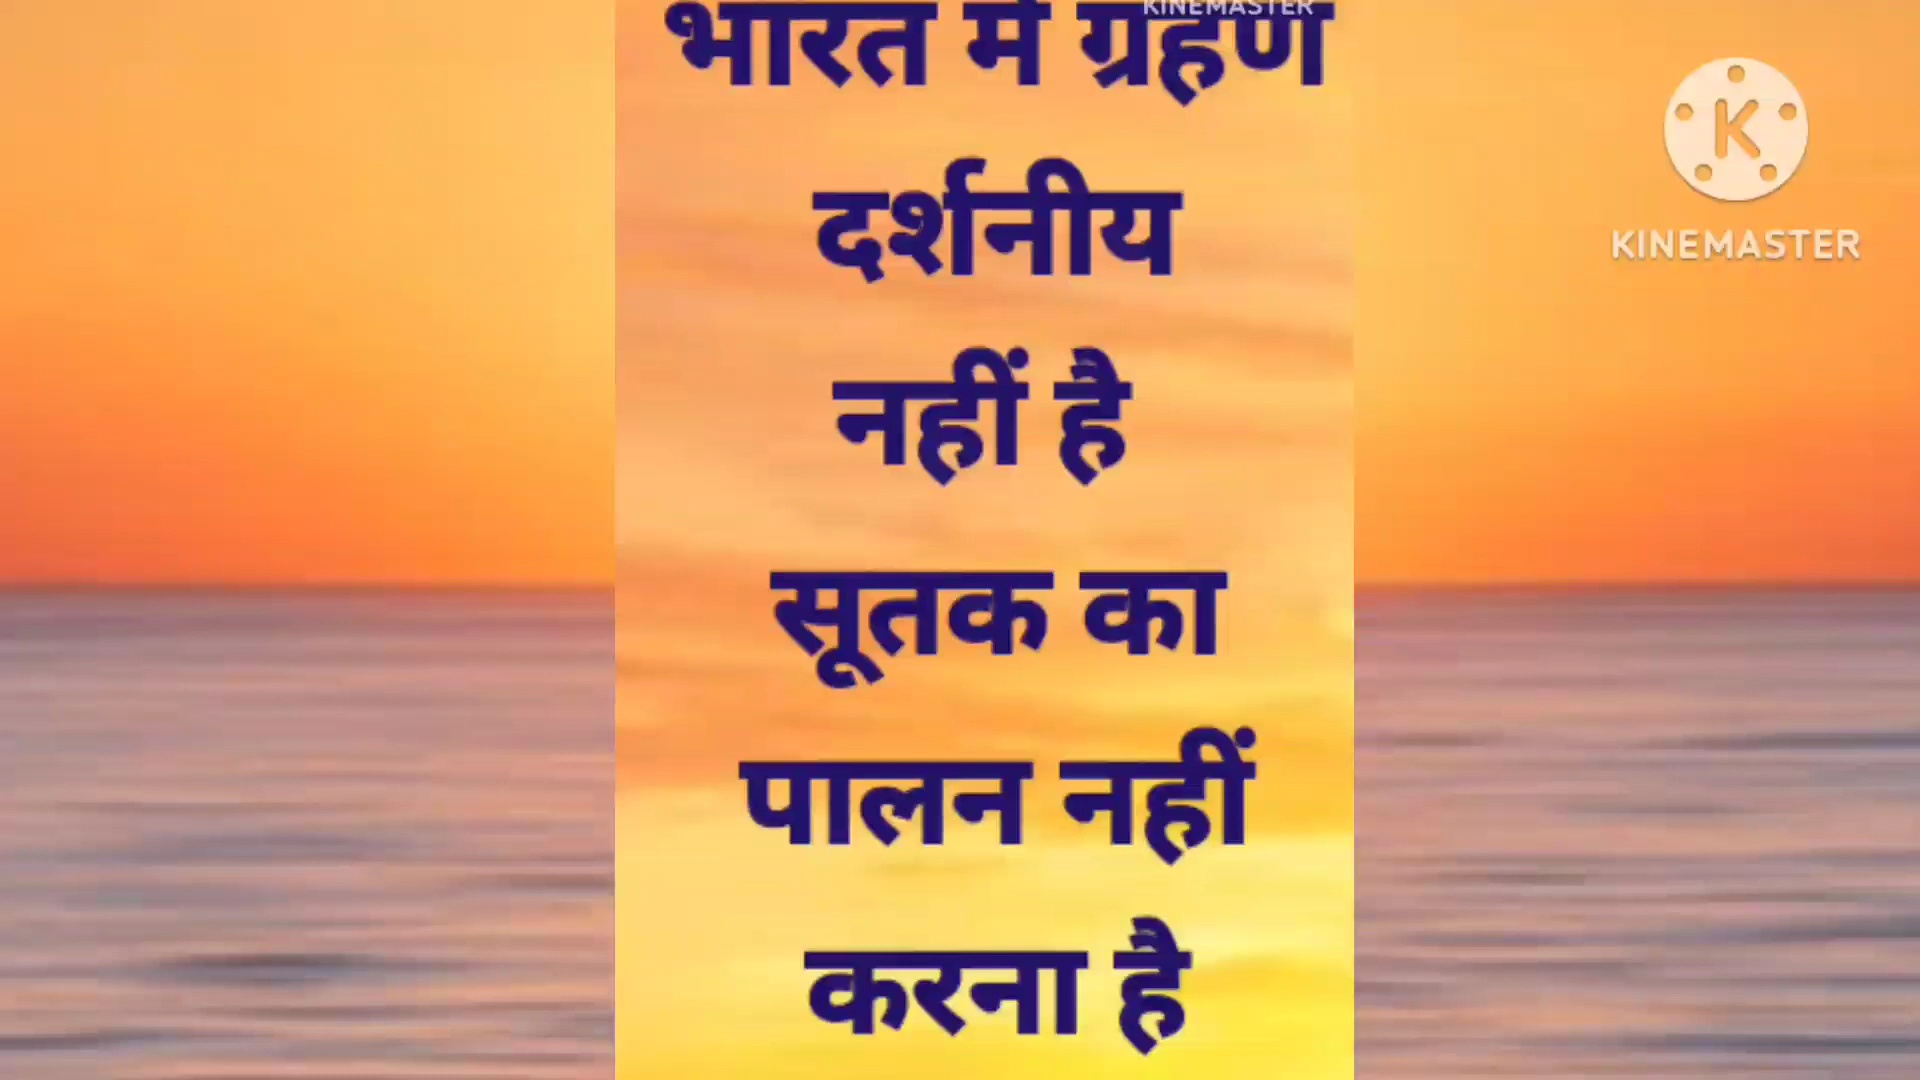 KINEMASTER
भारत में ग्रहण
दर्शनीय
नहीं है
सूतक का
पालन नहीं
करना है
K
KINEMASTER